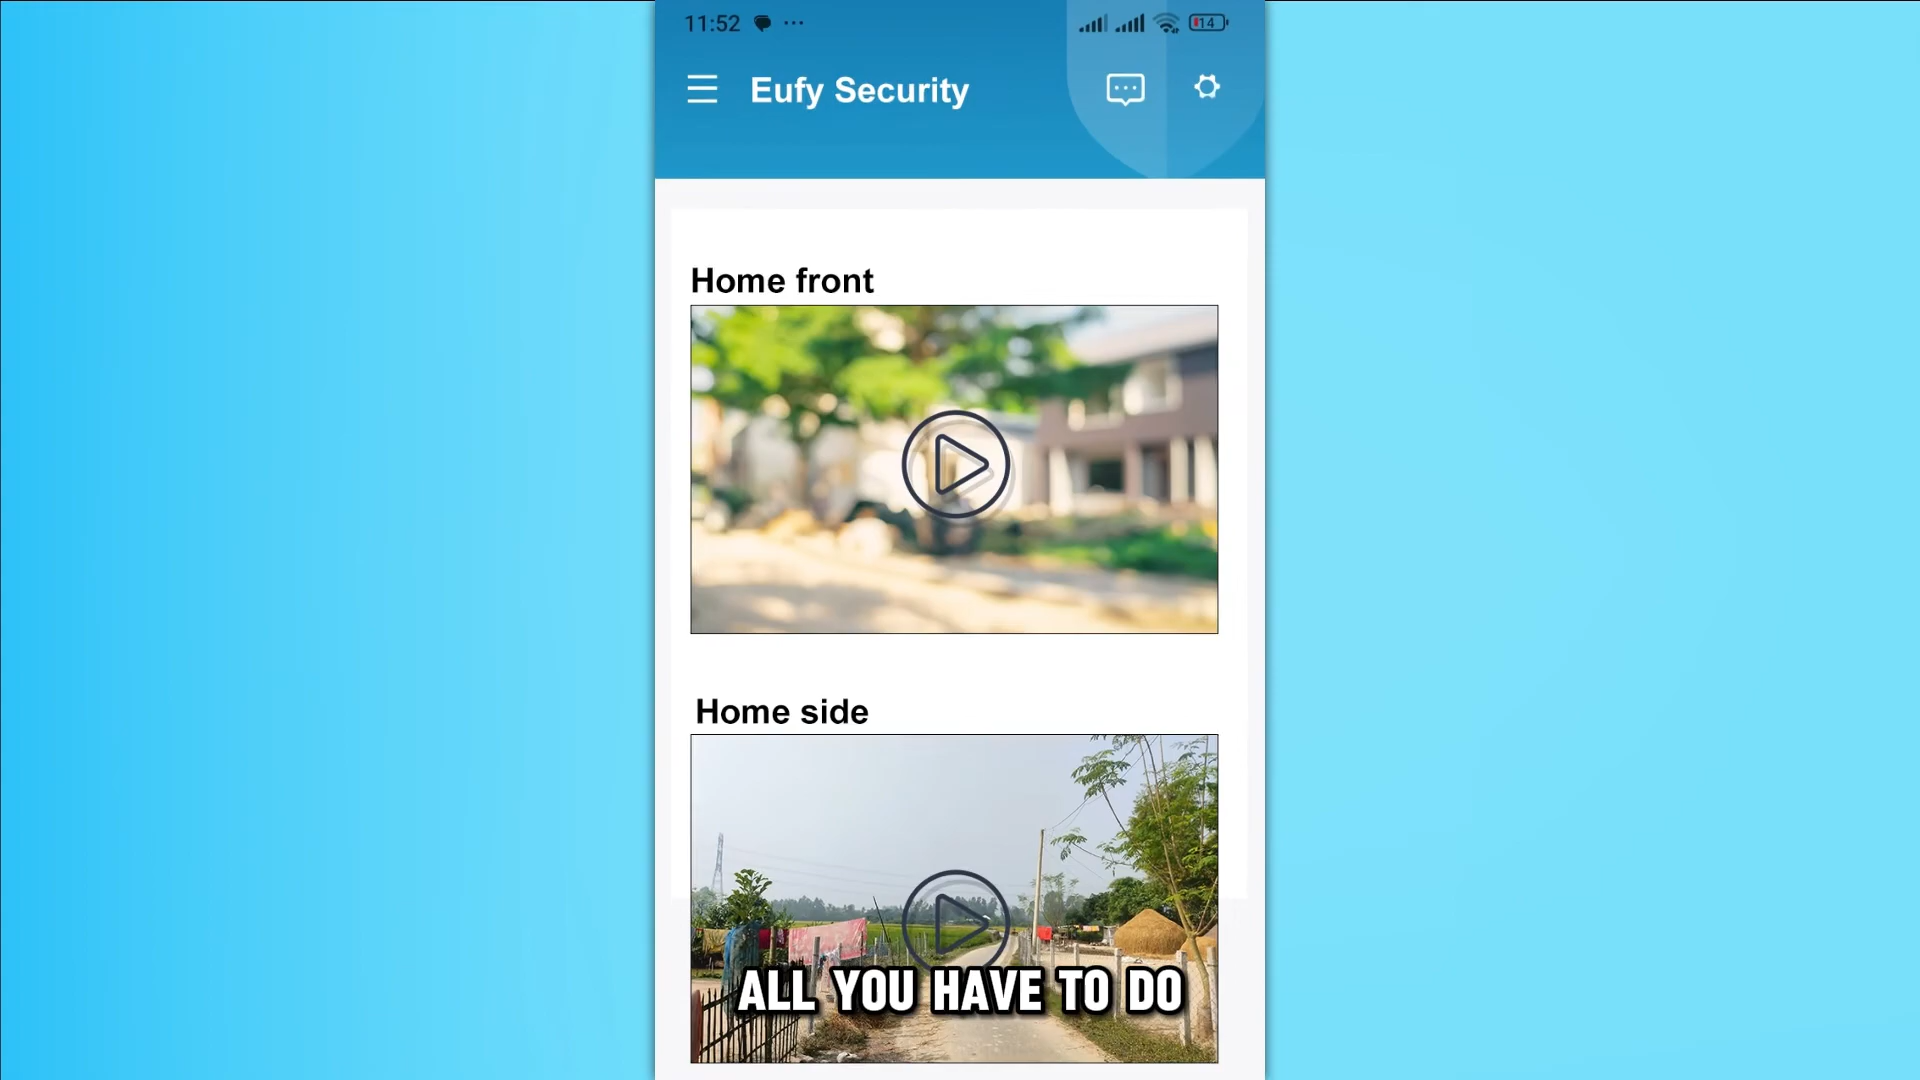 11:52 ... 14
Eufy Security
Home front
Home side
ALL YOU HAVE TO DO